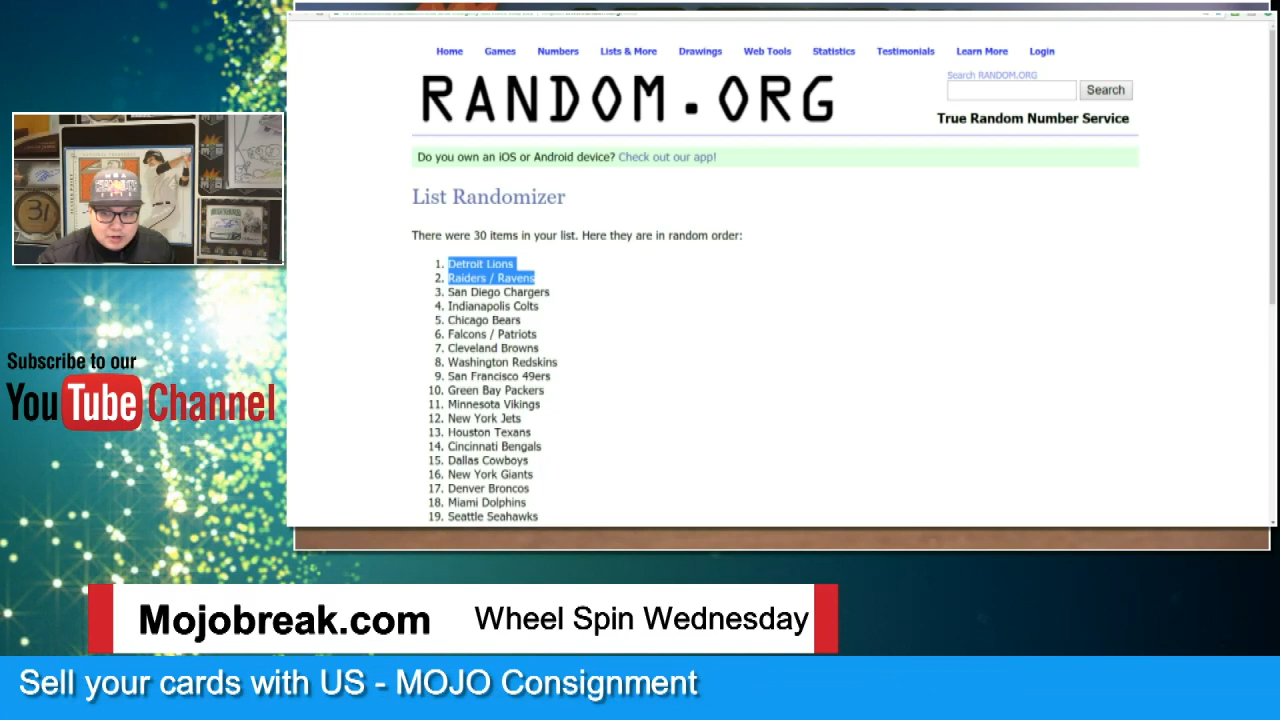 Home Games Numbers Lists & More Drawings Web Tools Statistics Testimonials Learn More Login
RANDOM.ORG
Search RANDOM.ORG
Search
True Random Number Service
Do you own an iOS or Android device? Check out our app!
List Randomizer
There were 30 items in your list. Here they are in random order:
1. Detroit Lions
2. Raiders / Ravens
3. San Diego Chargers
4. Indianapolis Colts
5. Chicago Bears
6. Falcons / Patriots
7. Cleveland Browns
8. Washington Redskins
9. San Francisco 49ers
10. Green Bay Packers
11. Minnesota Vikings
12. New York Jets
13. Houston Texans
14. Cincinnati Bengals
15. Dallas Cowboys
16. New York Giants
17. Denver Broncos
18. Miami Dolphins
19. Seattle Seahawks
31
Subscribe to our
YouTube Channel
Mojobreak.com Wheel Spin Wednesday
Sell your cards with US - MOJO Consignment